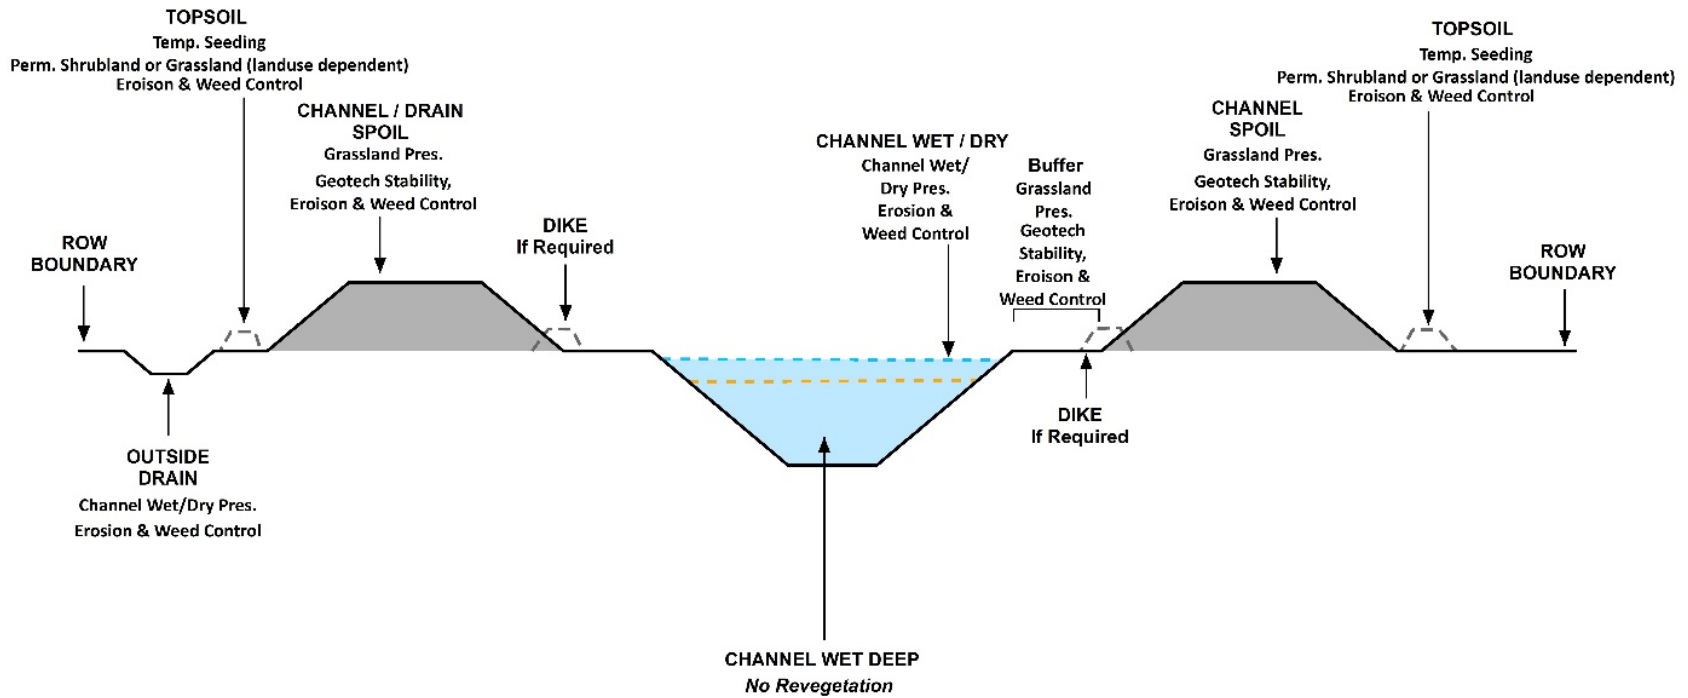 TOPSOIL
Temp. Seeding
Perm. Shrubland or Grassland (landuse dependent)
Eroison & Weed Control
CHANNEL / DRAIN
SPOIL
Grassland Pres.
Geotech Stability,
Eroison & Weed Control
ROW
BOUNDARY
DIKE
If Required
OUTSIDE
DRAIN
Channel Wet/Dry Pres.
Erosion & Weed Control
CHANNEL WET / DRY
Channel Wet/
Dry Pres.
Erosion &
Weed Control
Buffer
Grassland
Pres.
Geotech
Stability,
Eroison &
Weed Control
CHANNEL
SPOIL
Grassland Pres.
Geotech Stability,
Eroison & Weed Control
TOPSOIL
Temp. Seeding
Perm. Shrubland or Grassland (landuse dependent)
Eroison & Weed Control
ROW
BOUNDARY
DIKE
If Required
CHANNEL WET DEEP
No Revegetation